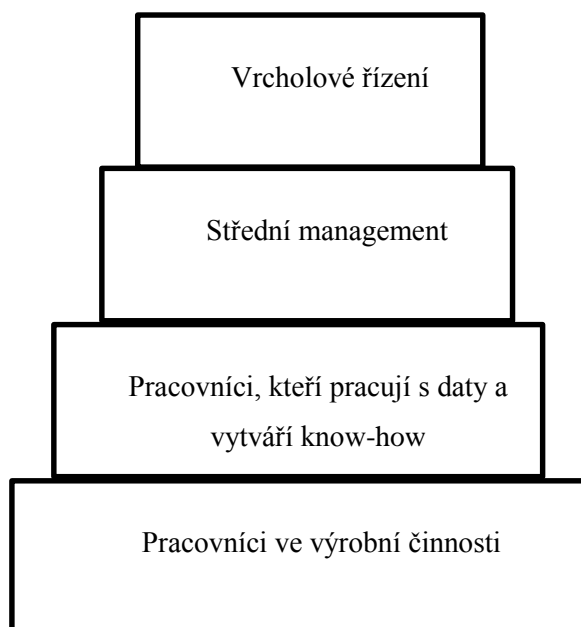 Vrcholové řízení
Střední management
Pracovníci, kteří pracují s daty a
vytváří know-how
Pracovníci ve výrobní činnosti